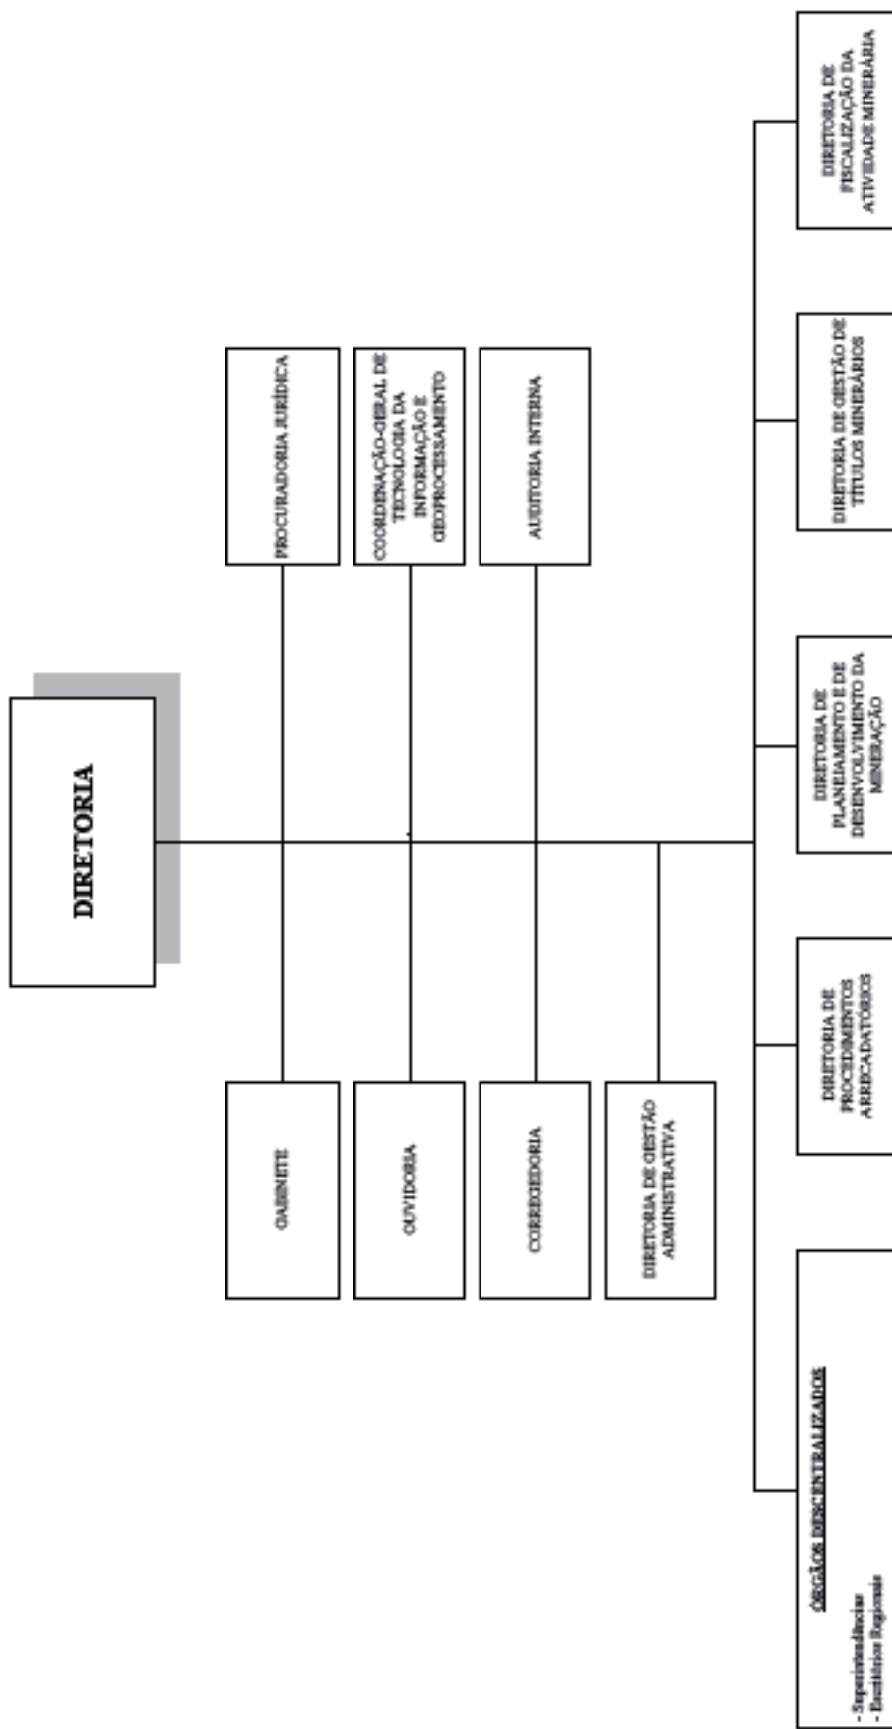 DIRETORIA
GABINETE
PROCURADORIA JURÍDICA
OUVIDORIA
COORDENAÇÃO-GERAL DE
TECNOLOGIA DA
INFORMAÇÃO E
GEOPROCESSAMENTO
CORREGEDORIA
AUDITORIA INTERNA
DIRETORIA DE GESTÃO
ADMINISTRATIVA
ÓRGÃOS DESCENTRALIZADOS
- Superintendências
- Escritórios Regionais
DIRETORIA DE
PROCEDIMENTOS
ARRECADATÓRIOS
DIRETORIA DE
PLANEJAMENTO E DE
DESENVOLVIMENTO DA
MINERAÇÃO
DIRETORIA DE GESTÃO DE
TÍTULOS MINERÁRIOS
DIRETORIA DE
FISCALIZAÇÃO DA
ATIVIDADE MINERÁRIA